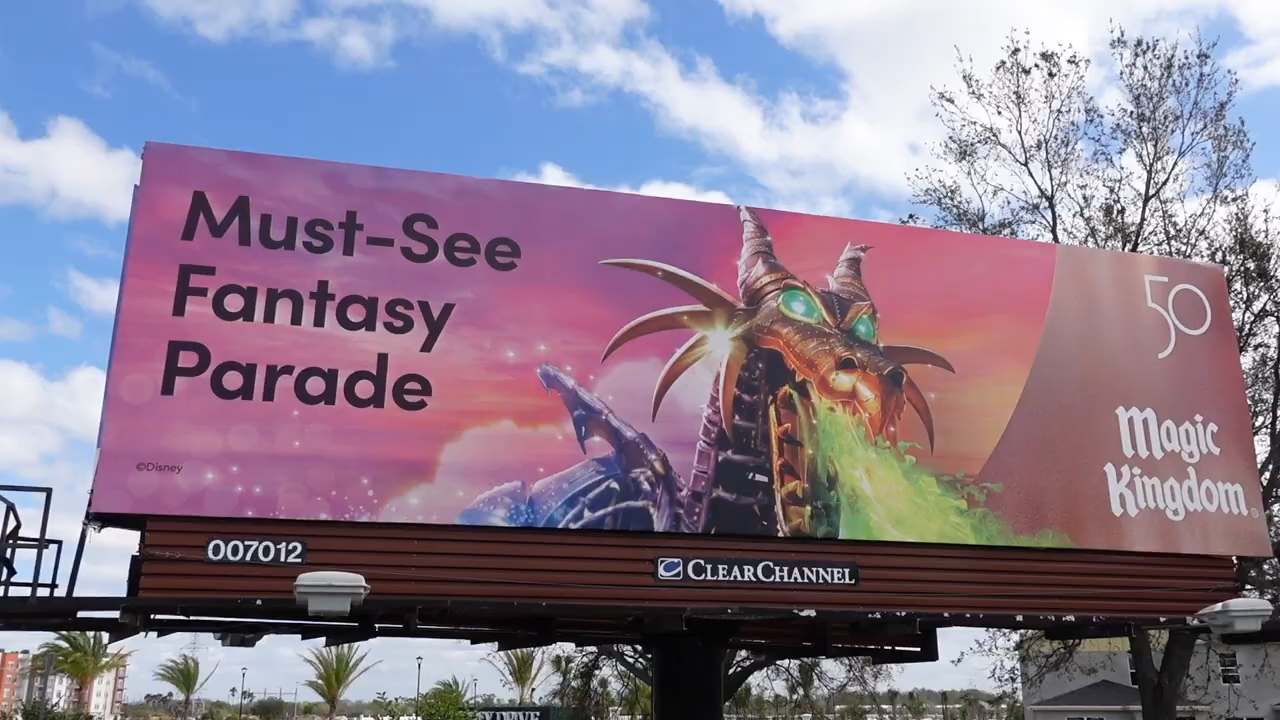 Must-See
Fantasy
Parade
©Disney
50
Magic
Kingdom®
007012
CLEARCHANNEL